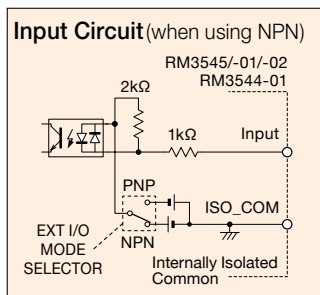 Input Circuit (when using NPN)
RM3545/-01/-02
RM3544-01
2kΩ
1kΩ
Input
PNP
ISO_COM
EXT I/O
MODE
SELECTOR
NPN
Internally Isolated
Common